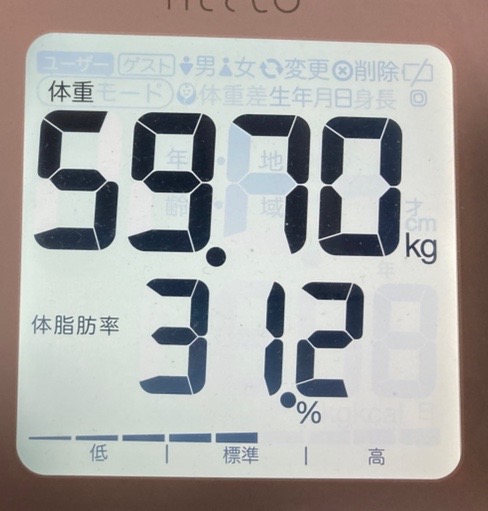 ユーザー ゲスト 男 女 変更 削除
体重 モード 体重差 生年月日 身長
年齢 地域 才
59.70 kg
cm
年
体脂肪率 31.2 %
低 標準 高